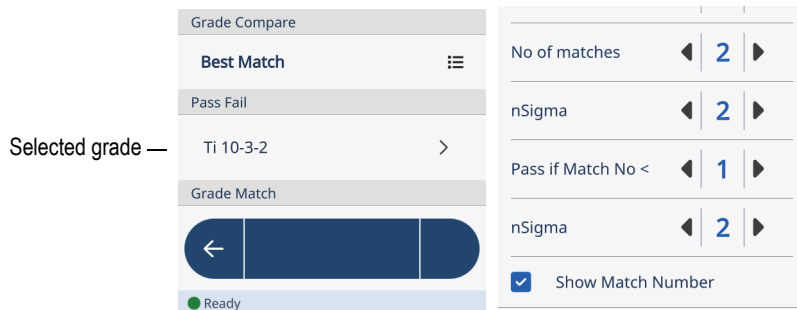 Grade Compare
Best Match
Pass Fail
Selected grade
Ti 10-3-2
Grade Match
Ready
No of matches 2
nSigma 2
Pass if Match No < 1
nSigma 2
Show Match Number